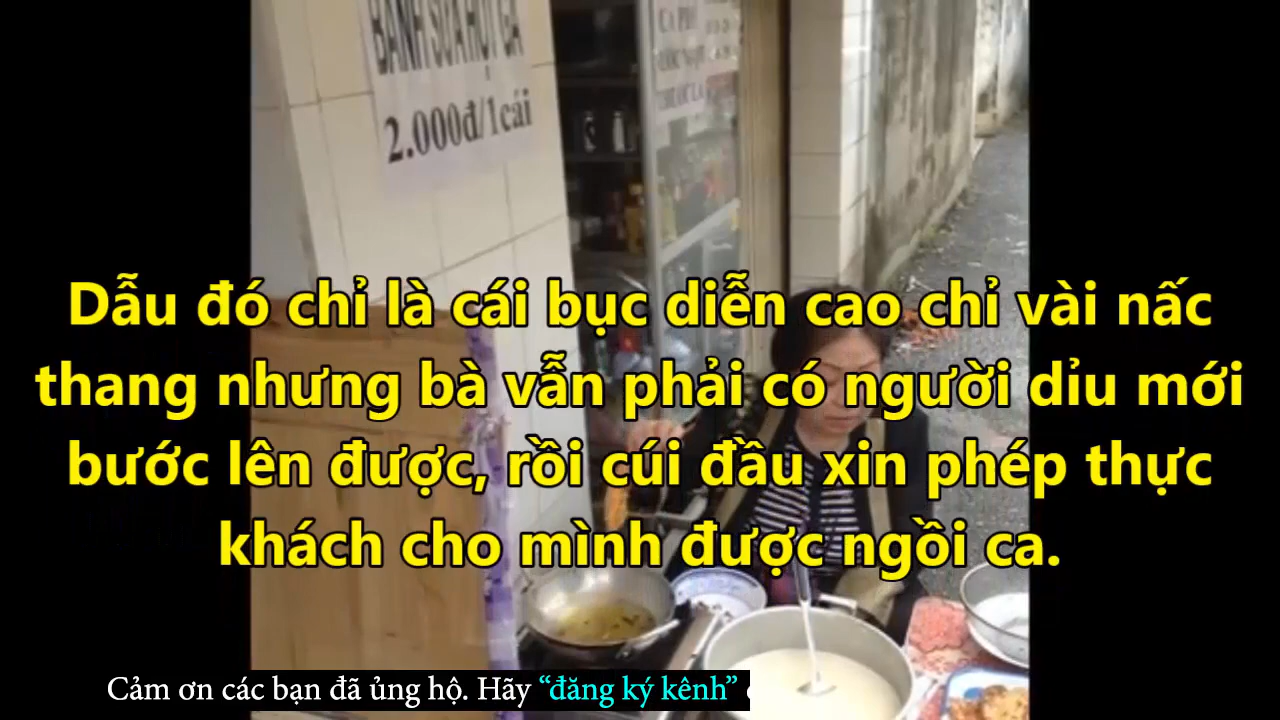 BÁNH SỮA HỘT GÀ
2.000đ/1cái
CÀ PHÊ
Dẫu đó chỉ là cái bục diễn cao chỉ vài nấc
thang nhưng bà vẫn phải có người dỉu mới
bước lên được, rồi cúi đầu xin phép thực
khách cho mình được ngồi ca.
Cảm ơn các bạn đã ủng hộ. Hãy “đăng ký kênh”